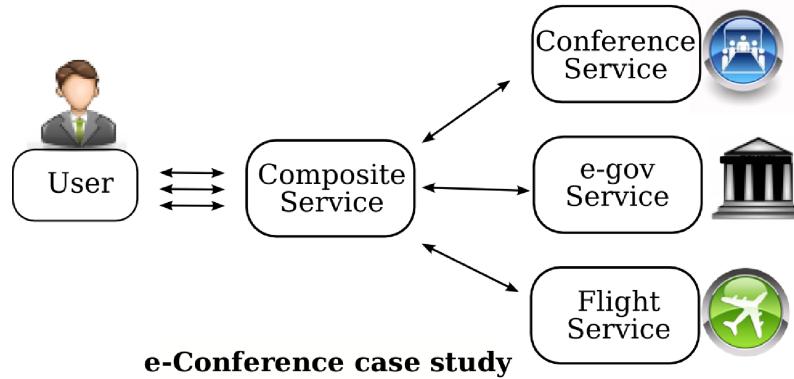 User
Composite
Service
Conference
Service
e-gov
Service
Flight
Service
e-Conference case study